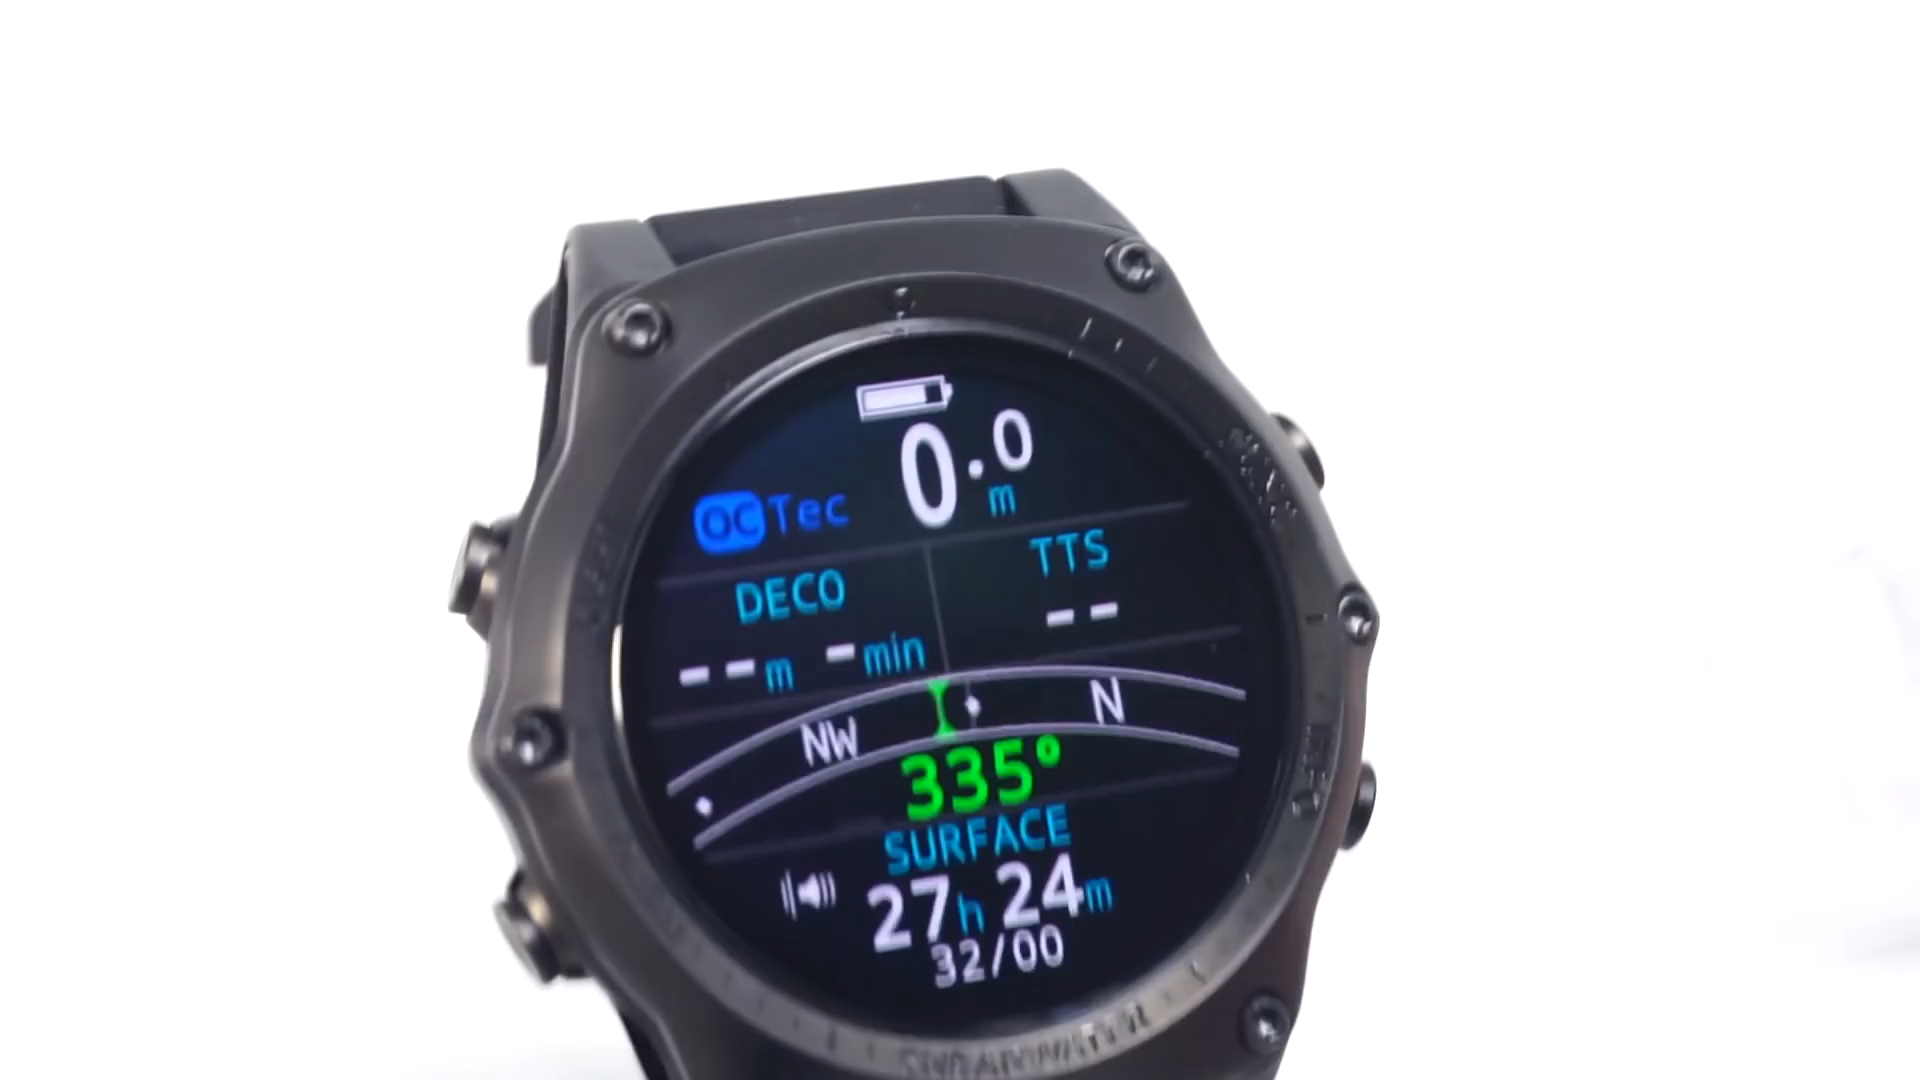 0.0 m
OC Tec
DECO
TTS
-- m - min
--
NW N
335°
SURFACE
27h 24m
32/00